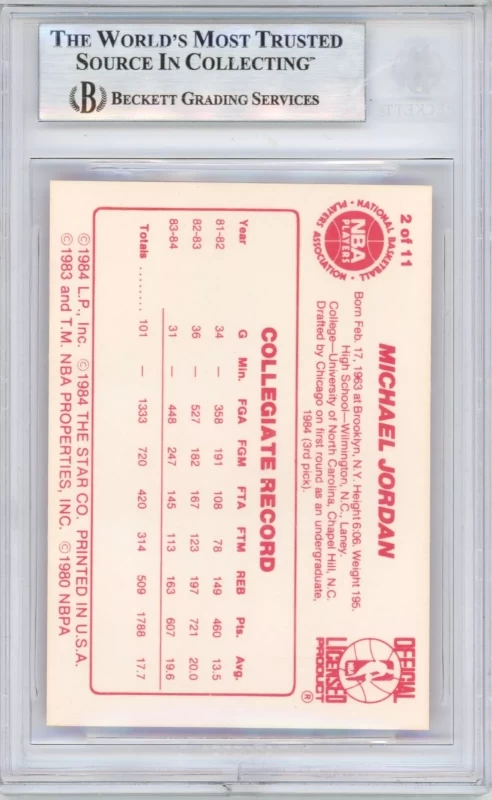 THE WORLD'S MOST TRUSTED
SOURCE IN COLLECTING™
B BECKETT GRADING SERVICES
2 of 11
NATIONAL BASKETBALL
PLAYERS ASSOCIATION
NBA
PLAYERS
MICHAEL JORDAN
Born Feb. 17, 1963 at Brooklyn, N.Y. Height 6:06. Weight 195.
High School—Wilmington, N.C., Laney.
College—University of North Carolina, Chapel Hill, N.C.
Drafted by Chicago on first round as an undergraduate,
1984 (3rd pick).
OFFICIAL
LICENSED
PRODUCT
®
COLLEGIATE RECORD
Year G Min. FGA FGM FTA FTM REB Pts. Avg.
81-82 34 — 358 191 108 78 149 460 13.5
82-83 36 — 527 182 167 123 197 721 20.0
83-84 31 — 448 247 145 113 163 607 19.6
Totals ........ 101 — 1333 720 420 314 509 1788 17.7
©1984 L.P., Inc. ©1984 THE STAR CO. PRINTED IN U.S.A.
©1983 and T.M. NBA PROPERTIES, INC. ©1980 NBPA